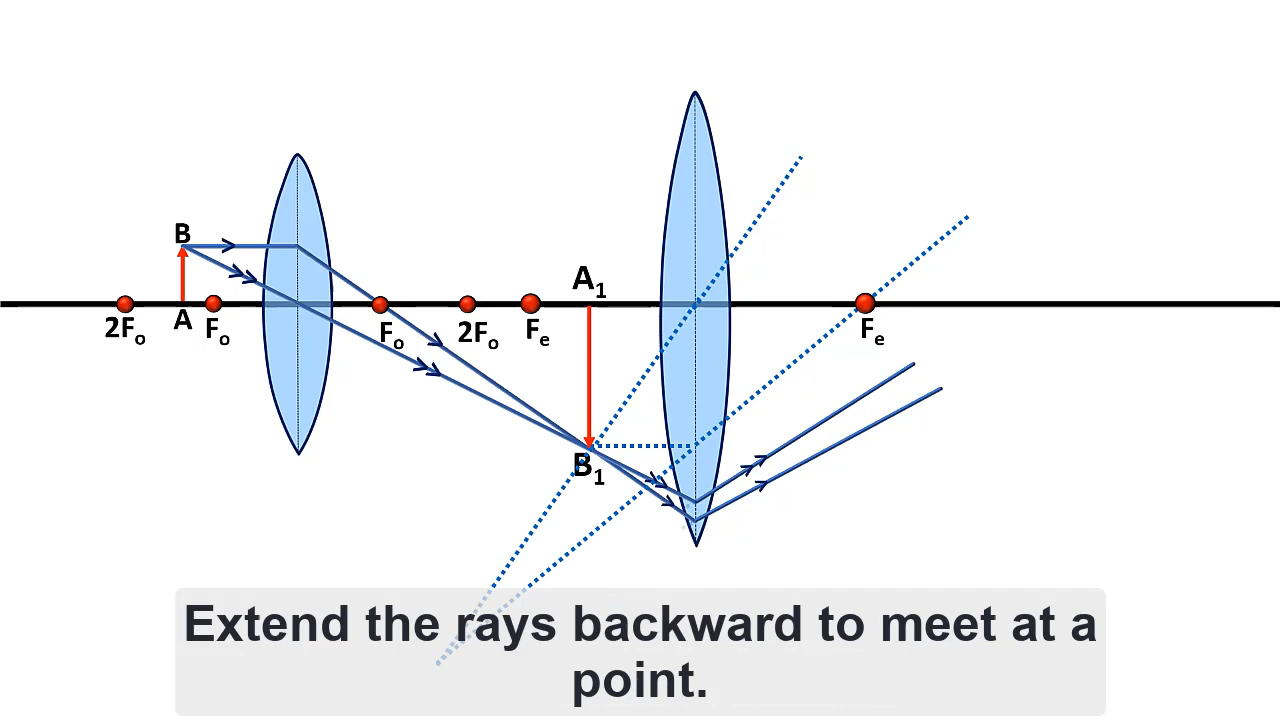 B
A₁
2Fₒ
A
Fₒ
Fₒ
2Fₒ
Fₑ
Fₑ
B₁
Extend the rays backward to meet at a
point.